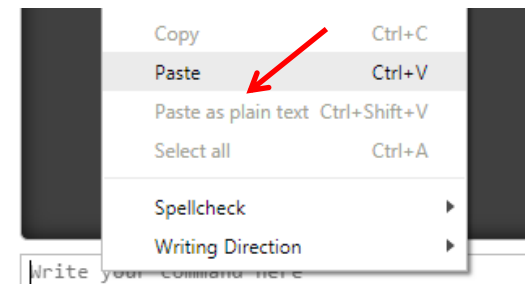 Copy Ctrl+C
Paste Ctrl+V
Paste as plain text Ctrl+Shift+V
Select all Ctrl+A
Spellcheck
Writing Direction
Write your command here